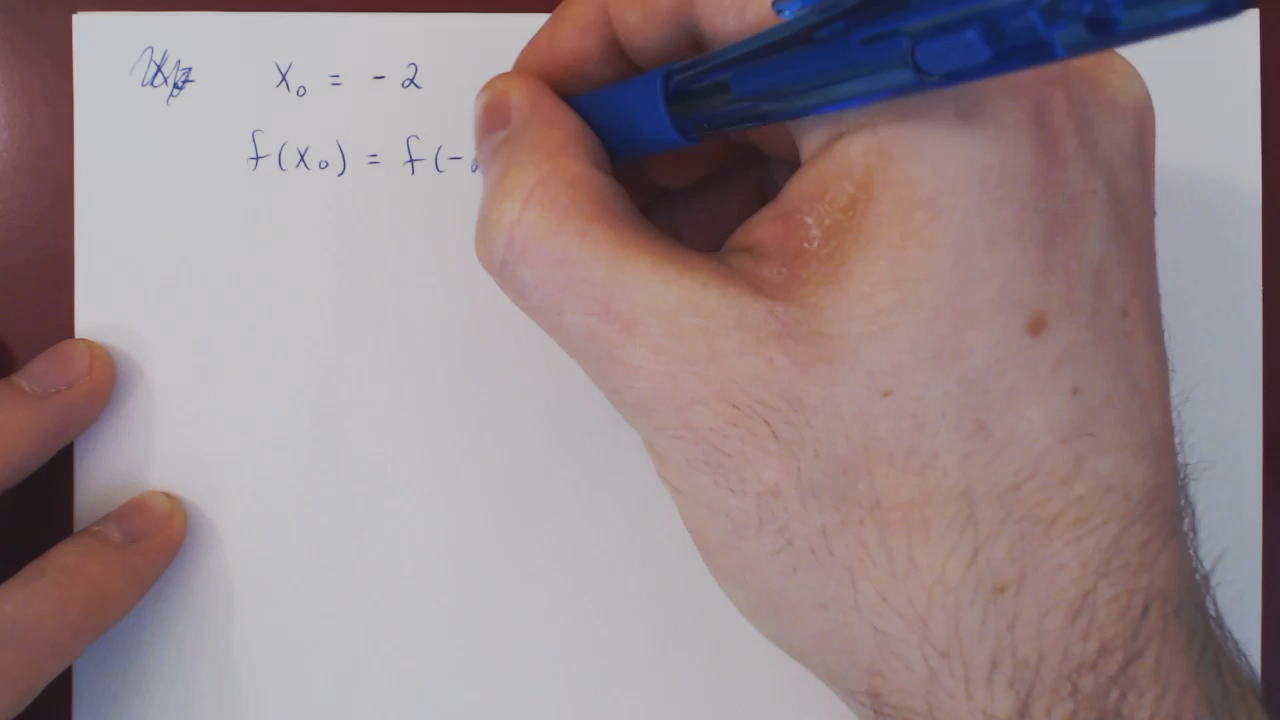 x₀ = - 2
f(x₀) = f(-